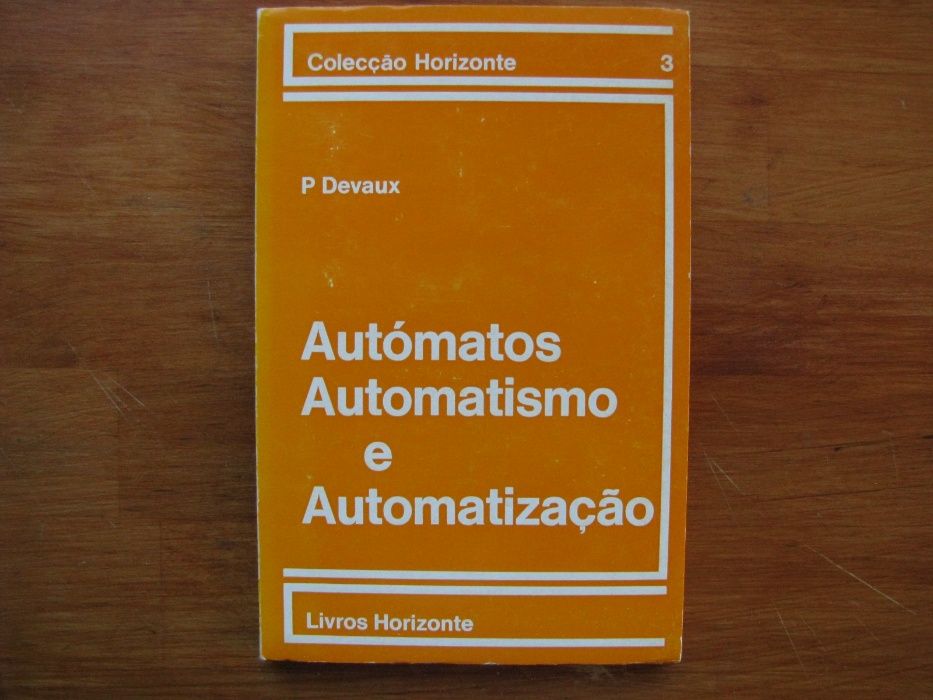 Colecção Horizonte 3
P Devaux
Autómatos
Automatismo
e
Automatização
Livros Horizonte